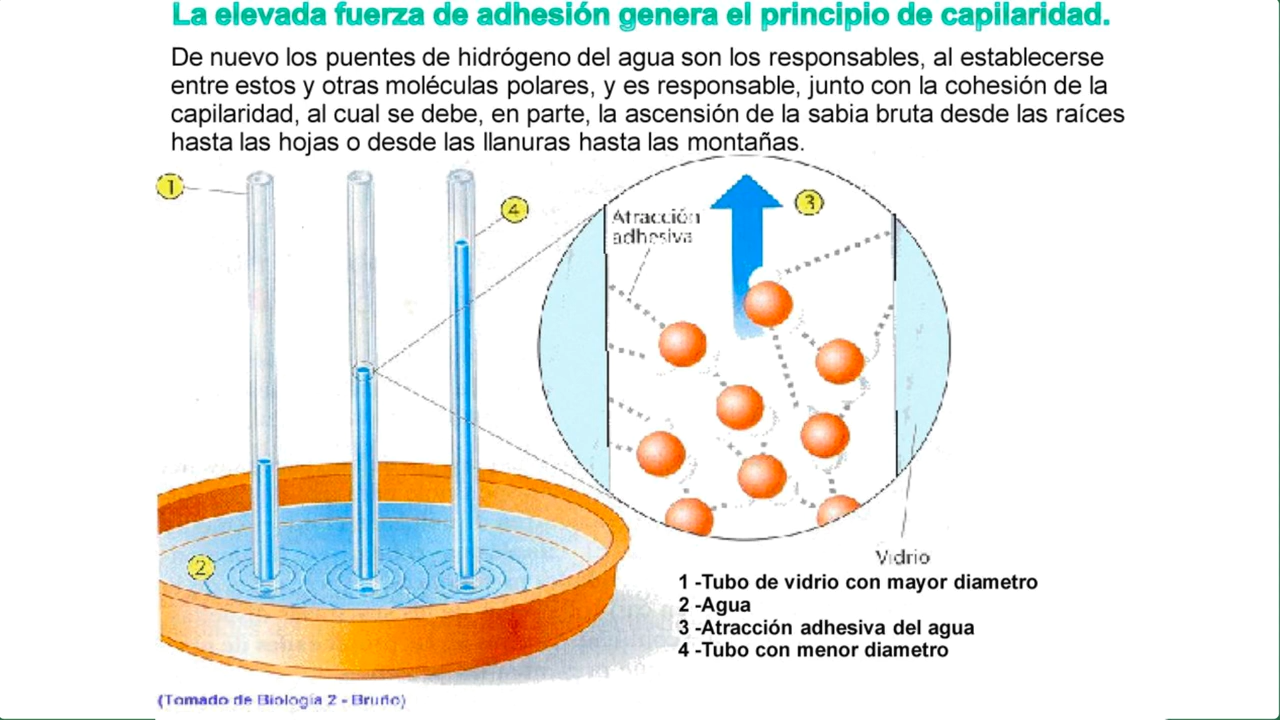 La elevada fuerza de adhesión genera el principio de capilaridad.
De nuevo los puentes de hidrógeno del agua son los responsables, al establecerse
entre estos y otras moléculas polares, y es responsable, junto con la cohesión de la
capilaridad, al cual se debe, en parte, la ascensión de la sabia bruta desde las raíces
hasta las hojas o desde las llanuras hasta las montañas.
1
4
3
Atracción
adhesiva
2
Vidrio
1 -Tubo de vidrio con mayor diametro
2 -Agua
3 -Atracción adhesiva del agua
4 -Tubo con menor diametro
(Tomado de Biología 2 - Bruño)